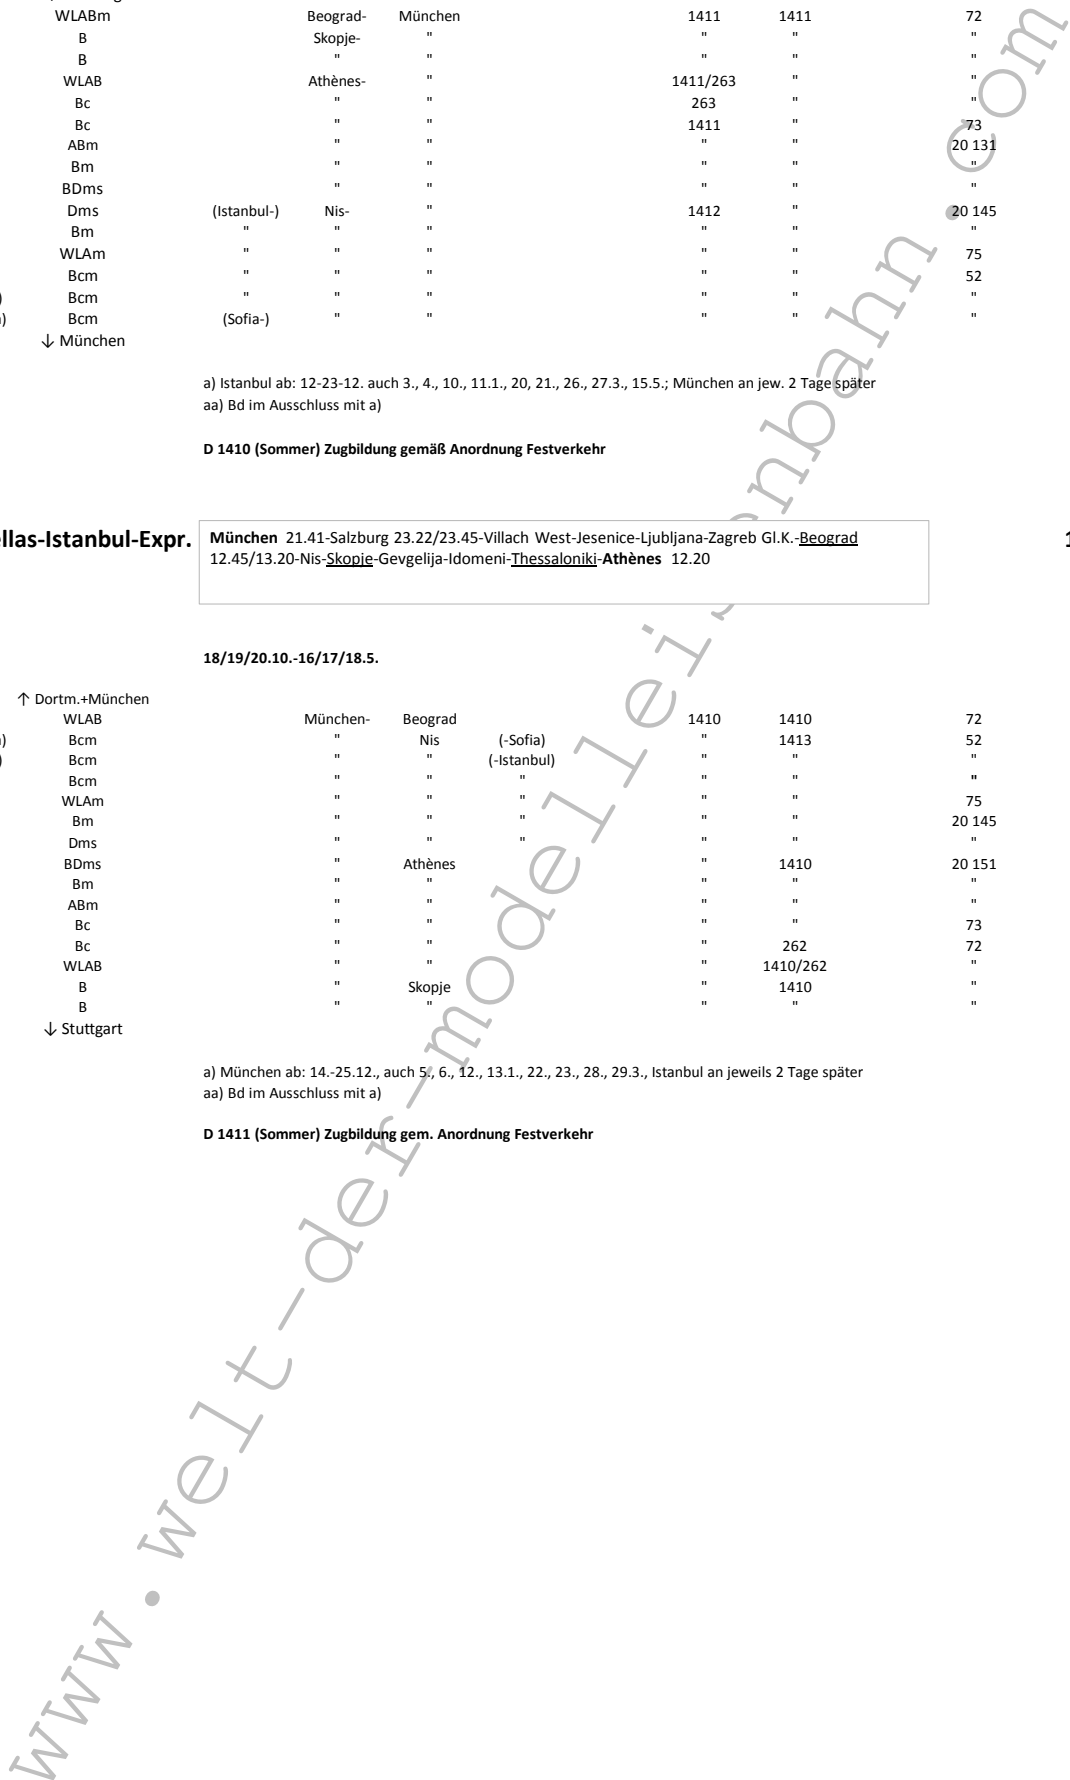 WLABm Beograd- München 1411 1411 72
B Skopje- " " " "
B " " " " "
WLAB Athènes- " 1411/263 " "
Bc " " 263 " "
Bc " " 1411 " 73
ABm " " " " 20 131
Bm " " " " "
BDms " " " " "
Dms (Istanbul-) Nis- " 1412 " 20 145
Bm " " " " " "
WLAm " " " " " 75
Bcm " " " " " 52
) Bcm " " " " " "
) Bcm (Sofia-) " " " " "
↓ München
a) Istanbul ab: 12-23-12. auch 3., 4., 10., 11.1., 20, 21., 26., 27.3., 15.5.; München an jew. 2 Tage später
aa) Bd im Ausschluss mit a)
D 1410 (Sommer) Zugbildung gemäß Anordnung Festverkehr
llas-Istanbul-Expr. München 21.41-Salzburg 23.22/23.45-Villach West-Jesenice-Ljubljana-Zagreb Gl.K.-Beograd
12.45/13.20-Nis-Skopje-Gevgelija-Idomeni-Thessaloniki-Athènes 12.20
18/19/20.10.-16/17/18.5.
↑ Dortm.+München
WLAB München- Beograd 1410 1410 72
) Bcm " Nis (-Sofia) " 1413 52
) Bcm " " (-Istanbul) " " "
Bcm " " " " " "
WLAm " " " " " 75
Bm " " " " " 20 145
Dms " " " " " "
BDms " Athènes " 1410 20 151
Bm " " " " "
ABm " " " " "
Bc " " " " 73
Bc " " " 262 72
WLAB " " " 1410/262 "
B " Skopje " 1410 "
B " " " " "
↓ Stuttgart
a) München ab: 14.-25.12., auch 5., 6., 12., 13.1., 22., 23., 28., 29.3., Istanbul an jeweils 2 Tage später
aa) Bd im Ausschluss mit a)
D 1411 (Sommer) Zugbildung gem. Anordnung Festverkehr
www.welt-der-modelleisenbahn.com